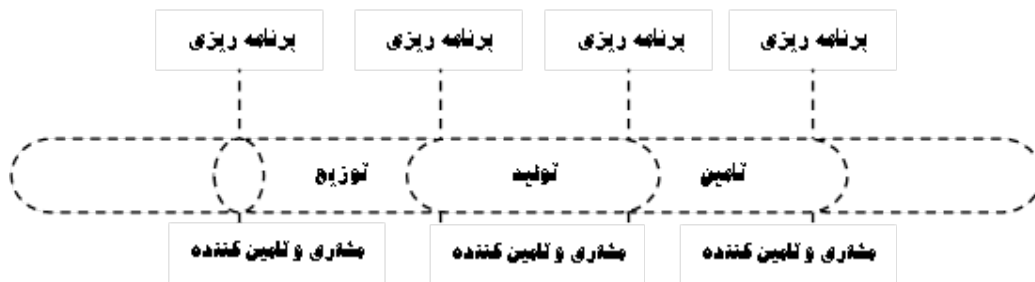 برنامه ریزی
برنامه ریزی
برنامه ریزی
برنامه ریزی
تامین
تولید
توزیع
مشتری و تامین کننده
مشتری و تامین کننده
مشتری و تامین کننده